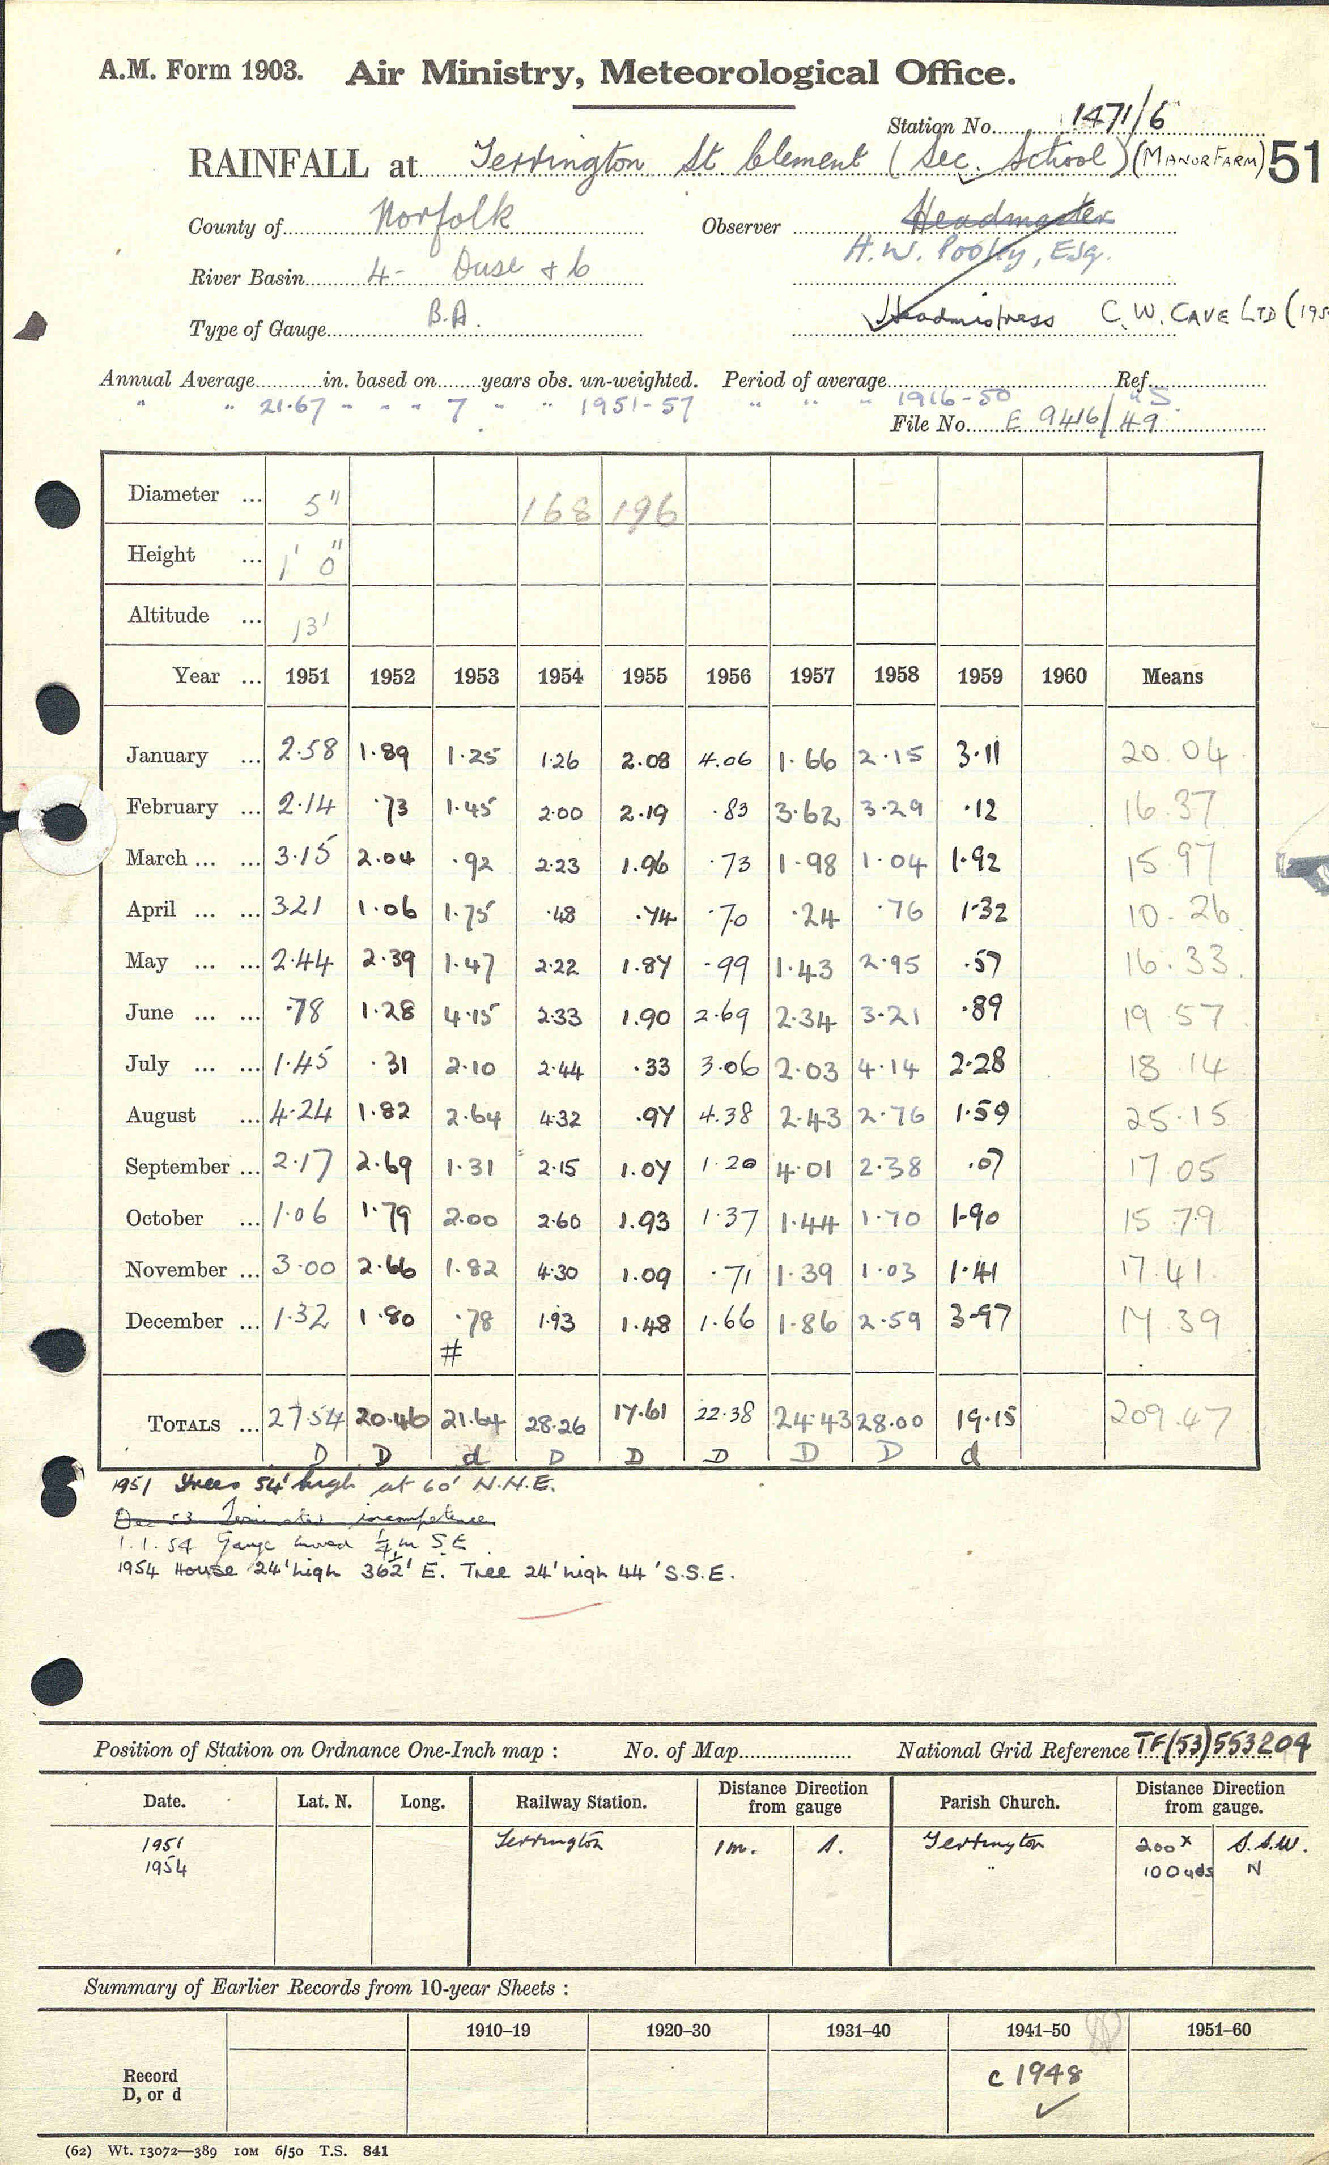 A.M. Form 1903. Air Ministry, Meteorological Office.
Station No. 1471/6
RAINFALL at Terrington St. Clement (Sec. School) (MANOR FARM) 51
County of Norfolk Observer Headmaster
H.W. Pooley, Esq.
River Basin 4- Ouse + b
Type of Gauge B.A. Headmistress C.W. CAVE LTD (195
Annual Average in. based on years obs. un-weighted. Period of average Ref.
" " 21.67 " " " 7 " " 1951-57 " " " 1916-50 "S.
File No. E 9416/49
Diameter ... 5" 168 196
Height ... 1' 0"
Altitude ... 13'
Year ... 1951 1952 1953 1954 1955 1956 1957 1958 1959 1960 Means
January ... 2.58 1.89 1.25 1.26 2.08 4.06 1.66 2.15 3.11 20.04
February ... 2.14 .73 1.45 2.00 2.19 .83 3.62 3.29 .12 16.37
March ... ... 3.15 2.04 .92 2.23 1.96 .73 1.98 1.04 1.92 15.97
April ... ... 3.21 1.06 1.75 .48 .74 .70 .24 .76 1.32 10.26
May ... ... 2.44 2.39 1.47 2.22 1.87 .99 1.43 2.95 .57 16.33
June ... ... .78 1.28 4.15 2.33 1.90 2.69 2.34 3.21 .89 19.57
July ... ... 1.45 .31 2.10 2.44 .33 3.06 2.03 4.14 2.28 18.14
August ... 4.24 1.82 2.64 4.32 .97 4.38 2.43 2.76 1.59 25.15
September ... 2.17 2.69 1.31 2.15 1.07 1.20 4.01 2.38 .07 17.05
October ... 1.06 1.79 2.00 2.60 1.93 1.37 1.44 1.70 1.90 15.79
November ... 3.00 2.66 1.82 4.30 1.09 .71 1.39 1.03 1.41 17.41
December ... 1.32 1.80 .78 1.93 1.48 1.66 1.86 2.59 3.97 17.39
#
TOTALS ... 27.54 20.46 21.64 28.26 17.61 22.38 24.43 28.00 19.15 209.47
D D d D D D D D d
1951 Trees 54' high at 60' N.N.E.
Dec 53 Terminated incompetence
1.1.54 Gauge moved ¼ m S.E.
1954 House 24' high 36½' E. Tree 24' high 44' S.S.E.
Position of Station on Ordnance One-Inch map : No. of Map National Grid Reference TF(53)553204
Date. Lat. N. Long. Railway Station. Distance from gauge Direction Parish Church. Distance Direction from gauge.
1951 Terrington 1m. S. Terrington 200x S.S.W.
1954 " 100 yds N
Summary of Earlier Records from 10-year Sheets :
1910–19 1920–30 1931–40 1941–50 1951–60
Record
D, or d
c 1948
(62) Wt. 13072—389 10M 6/50 T.S. 841